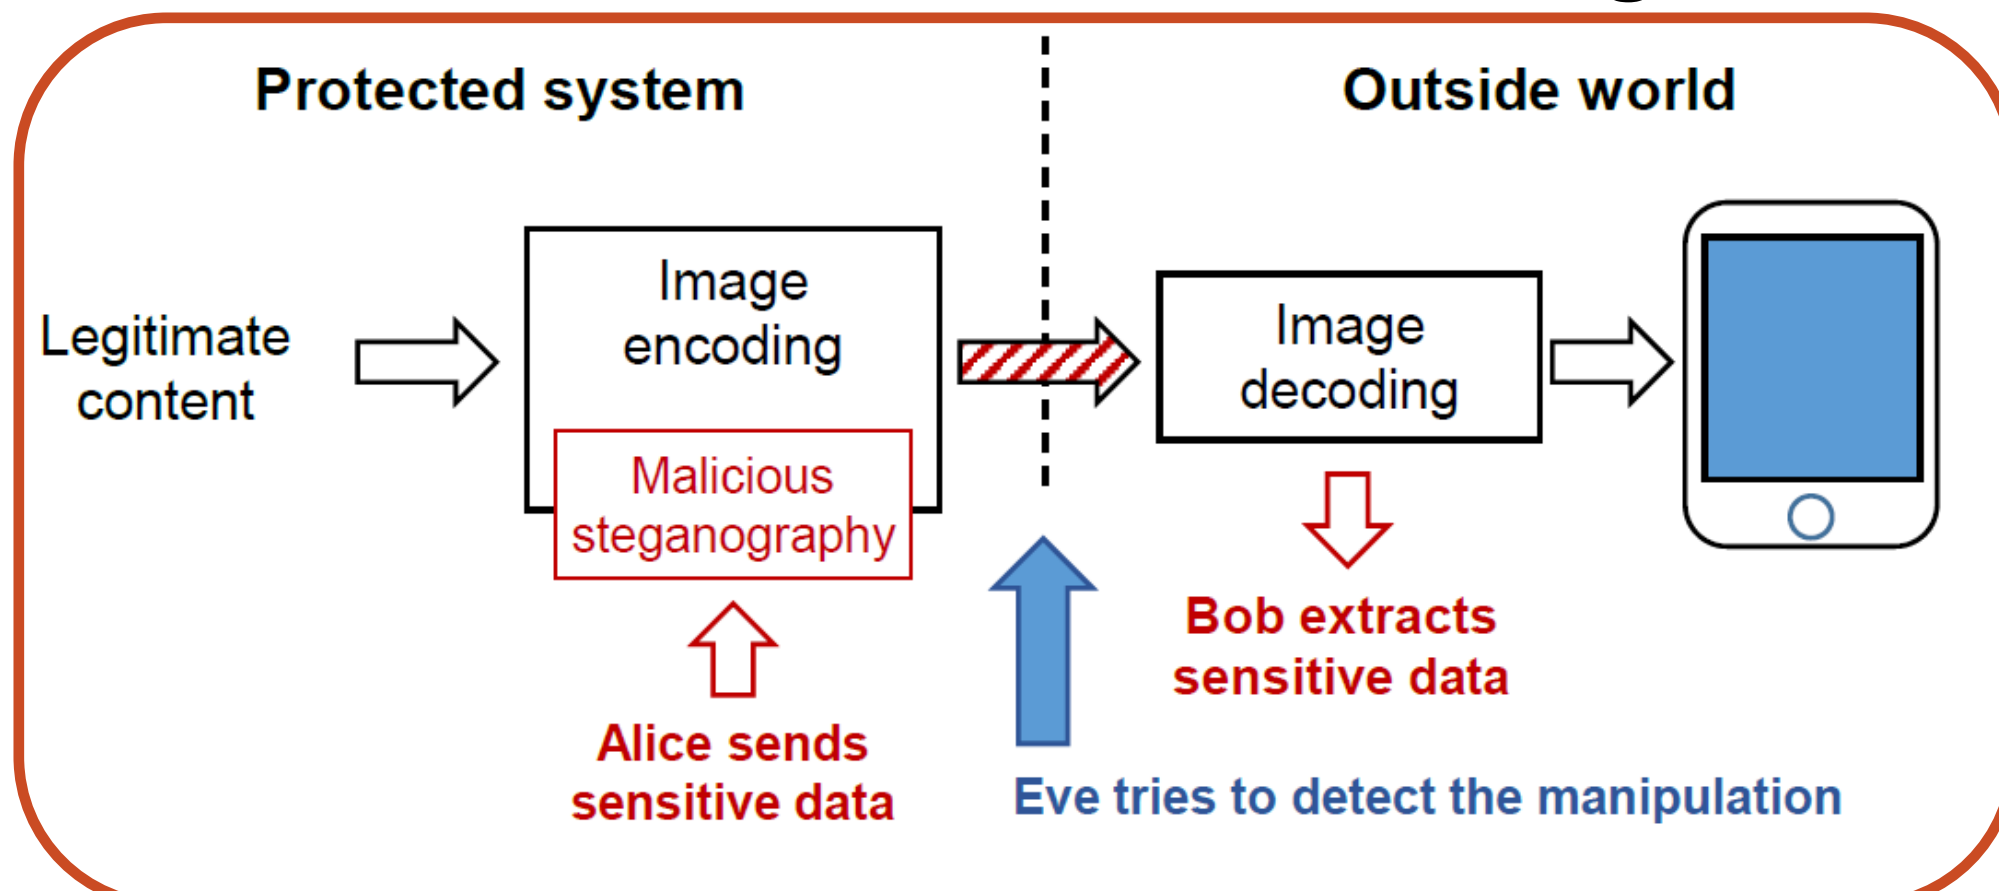 Protected system
Outside world
Legitimate
content
Image
encoding
Malicious
steganography
Image
decoding
Alice sends
sensitive data
Bob extracts
sensitive data
Eve tries to detect the manipulation